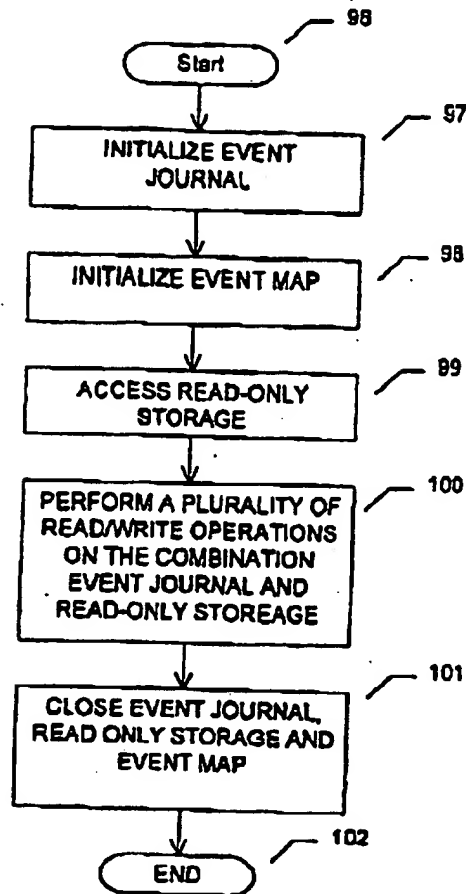 96
Start
97
INITIALIZE EVENT
JOURNAL
98
INITIALIZE EVENT MAP
99
ACCESS READ-ONLY
STORAGE
100
PERFORM A PLURALITY OF
READ/WRITE OPERATIONS
ON THE COMBINATION
EVENT JOURNAL AND
READ-ONLY STOREAGE
101
CLOSE EVENT JOURNAL,
READ ONLY STORAGE AND
EVENT MAP
102
END